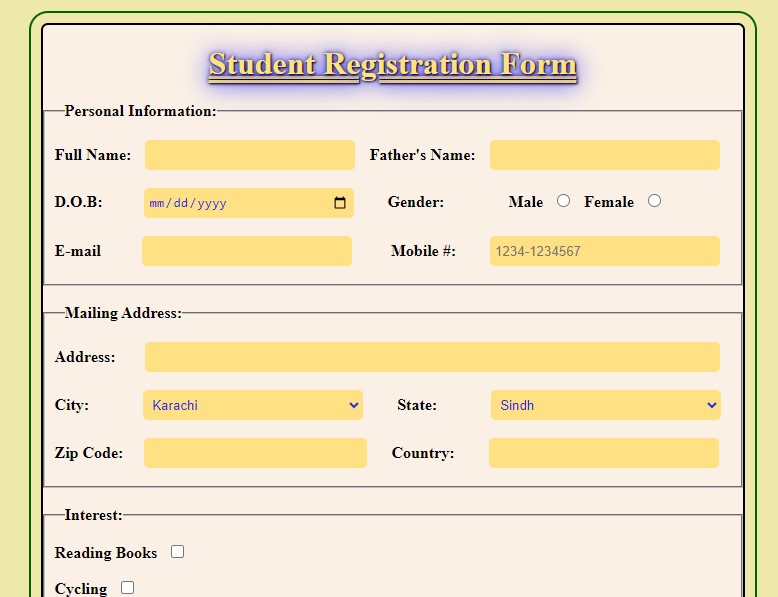 Student Registration Form
Personal Information:
Full Name: Father's Name:
D.O.B: mm/dd/yyyy Gender: Male Female
E-mail Mobile #: 1234-1234567
Mailing Address:
Address:
City: Karachi State: Sindh
Zip Code: Country:
Interest:
Reading Books
Cycling